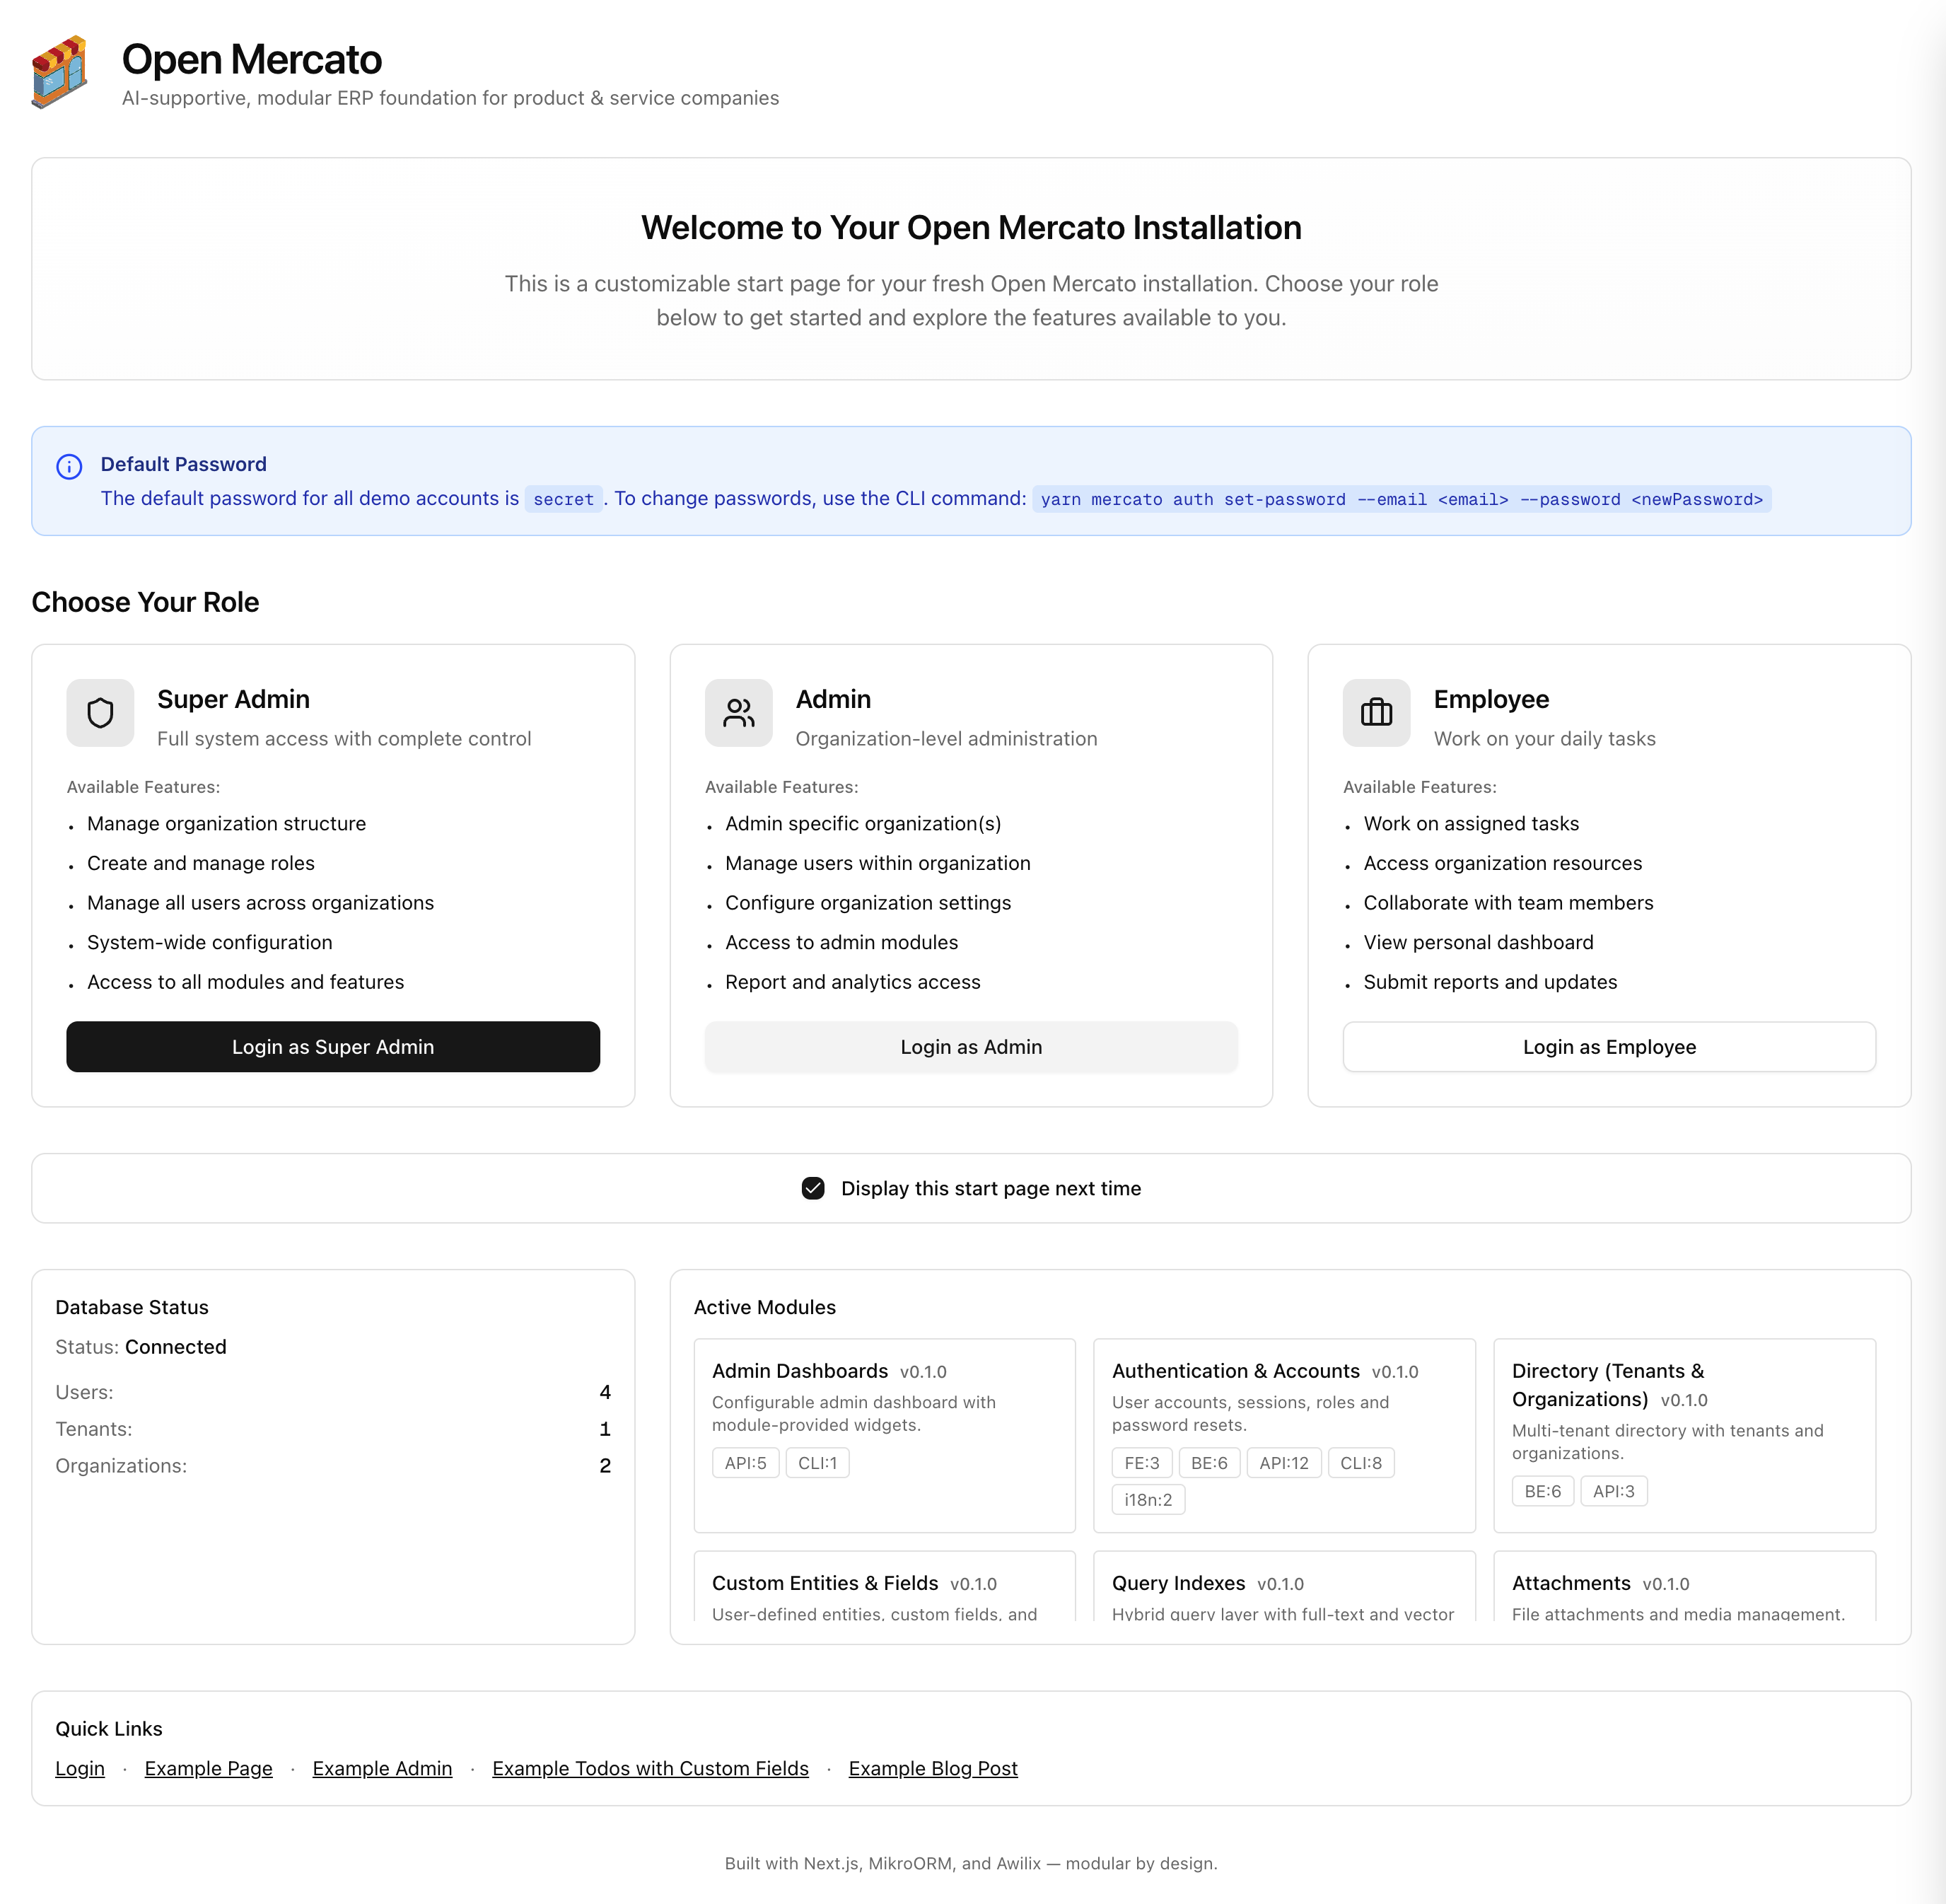 Open Mercato
AI-supportive, modular ERP foundation for product & service companies
Welcome to Your Open Mercato Installation
This is a customizable start page for your fresh Open Mercato installation. Choose your role
below to get started and explore the features available to you.
Default Password
The default password for all demo accounts is secret. To change passwords, use the CLI command: yarn mercato auth set-password --email <email> --password <newPassword>
Choose Your Role
Super Admin
Full system access with complete control
Available Features:
• Manage organization structure
• Create and manage roles
• Manage all users across organizations
• System-wide configuration
• Access to all modules and features
Login as Super Admin
Admin
Organization-level administration
Available Features:
• Admin specific organization(s)
• Manage users within organization
• Configure organization settings
• Access to admin modules
• Report and analytics access
Login as Admin
Employee
Work on your daily tasks
Available Features:
• Work on assigned tasks
• Access organization resources
• Collaborate with team members
• View personal dashboard
• Submit reports and updates
Login as Employee
Display this start page next time
Database Status
Status: Connected
Users: 4
Tenants: 1
Organizations: 2
Active Modules
Admin Dashboards v0.1.0
Configurable admin dashboard with
module-provided widgets.
API:5 CLI:1
Authentication & Accounts v0.1.0
User accounts, sessions, roles and
password resets.
FE:3 BE:6 API:12 CLI:8
i18n:2
Directory (Tenants &
Organizations) v0.1.0
Multi-tenant directory with tenants and
organizations.
BE:6 API:3
Custom Entities & Fields v0.1.0
User-defined entities, custom fields, and
Query Indexes v0.1.0
Hybrid query layer with full-text and vector
Attachments v0.1.0
File attachments and media management.
Quick Links
Login · Example Page · Example Admin · Example Todos with Custom Fields · Example Blog Post
Built with Next.js, MikroORM, and Awilix — modular by design.